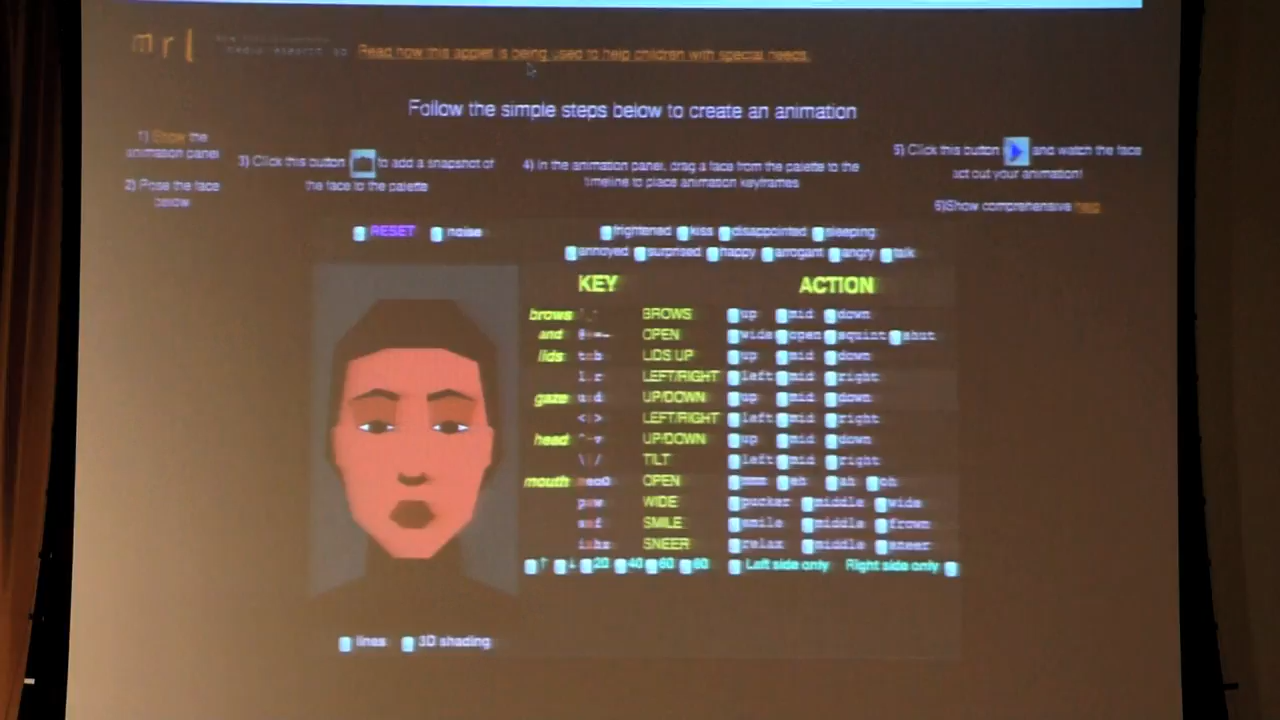 mrl
media research
Read how this applet is being used to help children with special needs.
Follow the simple steps below to create an animation
1) Show the
animation panel
2) Pose the face
below
3) Click this button to add a snapshot of
the face to the palette
4) In the animation panel, drag a face from the palette to the
timeline to place animation keyframes
5) Click this button and watch the face
act out your animation!
6)Show comprehensive help
RESET noise
frightened kiss disappointed sleeping
annoyed surprised happy arrogant angry talk
KEY ACTION
brows BROWS up mid down
and OPEN wide open squint shut
lids t b LIDS UP up mid down
l r LEFT/RIGHT left mid right
gaze u d UP/DOWN up mid down
< > LEFT/RIGHT left mid right
head UP/DOWN up mid down
\ / TILT left mid right
mouth OPEN mmm eh ah oh
p w WIDE pucker middle wide
s f SMILE smile middle frown
SNEER relax middle sneer
↑ ↓ 20 40 60 80 Left side only Right side only
lines 3D shading